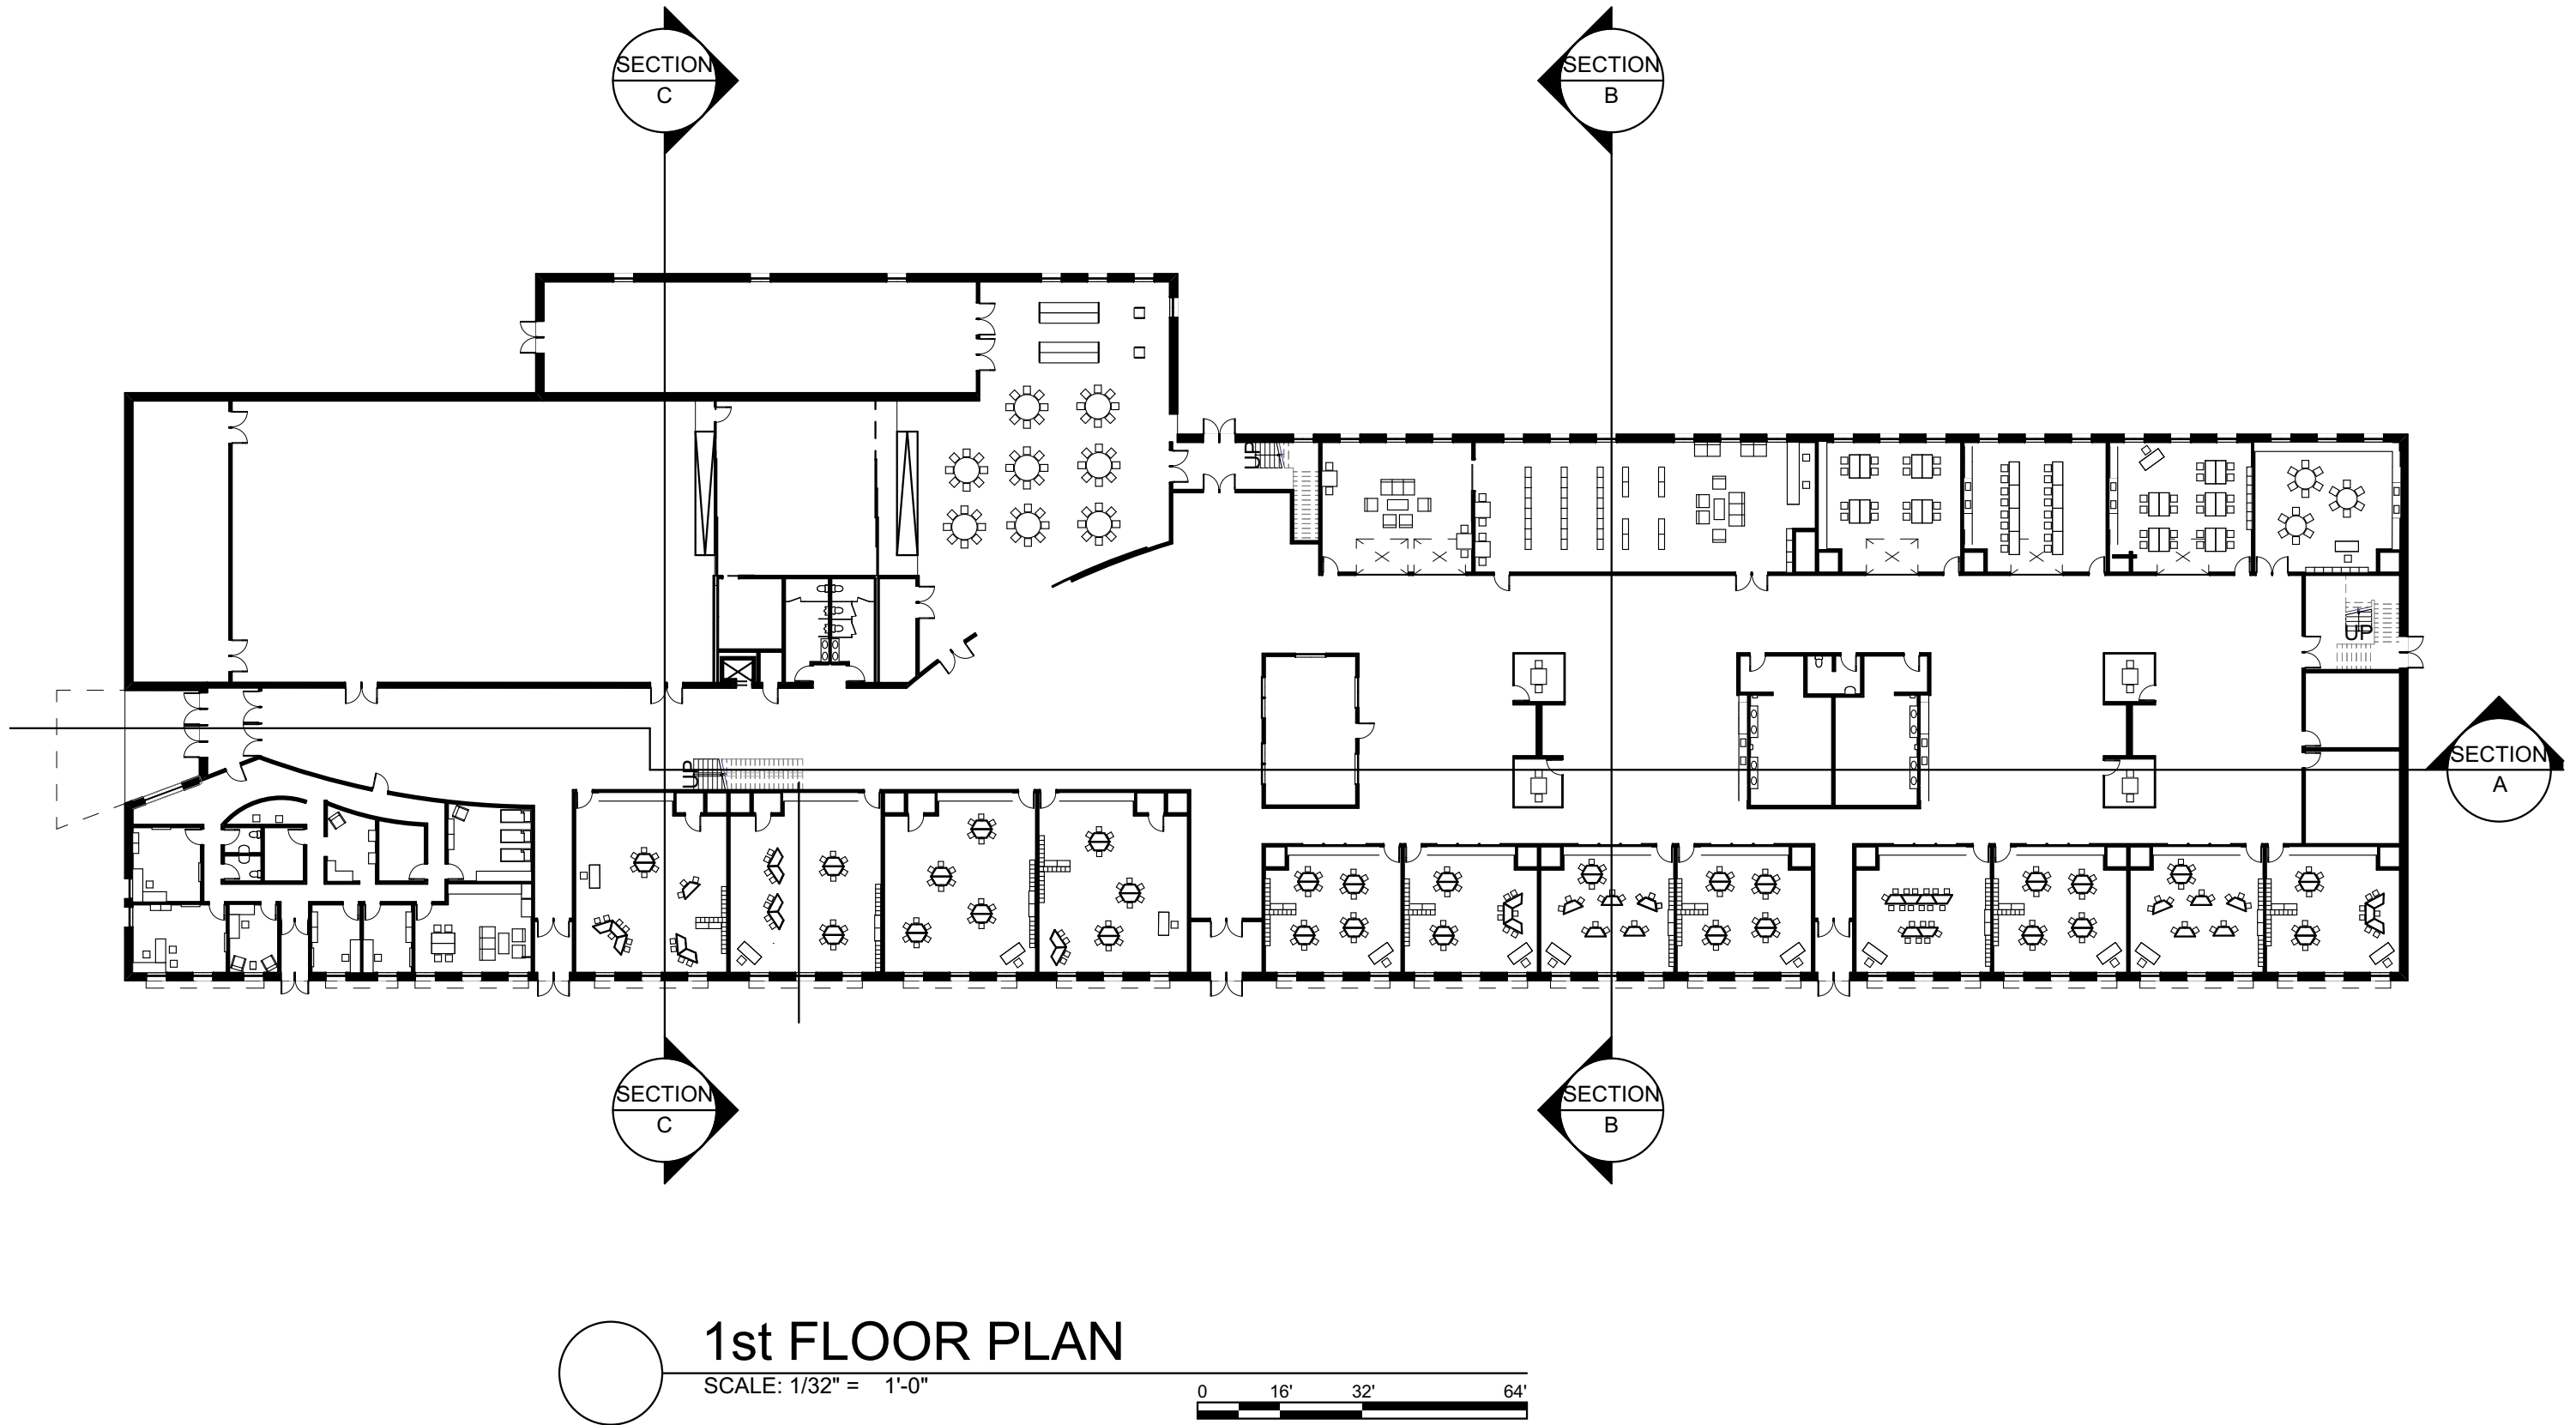 SECTION
C
SECTION
B
UP
UP
UP
SECTION
A
SECTION
C
SECTION
B
1st FLOOR PLAN
SCALE: 1/32" = 1'-0"
0 16' 32' 64'